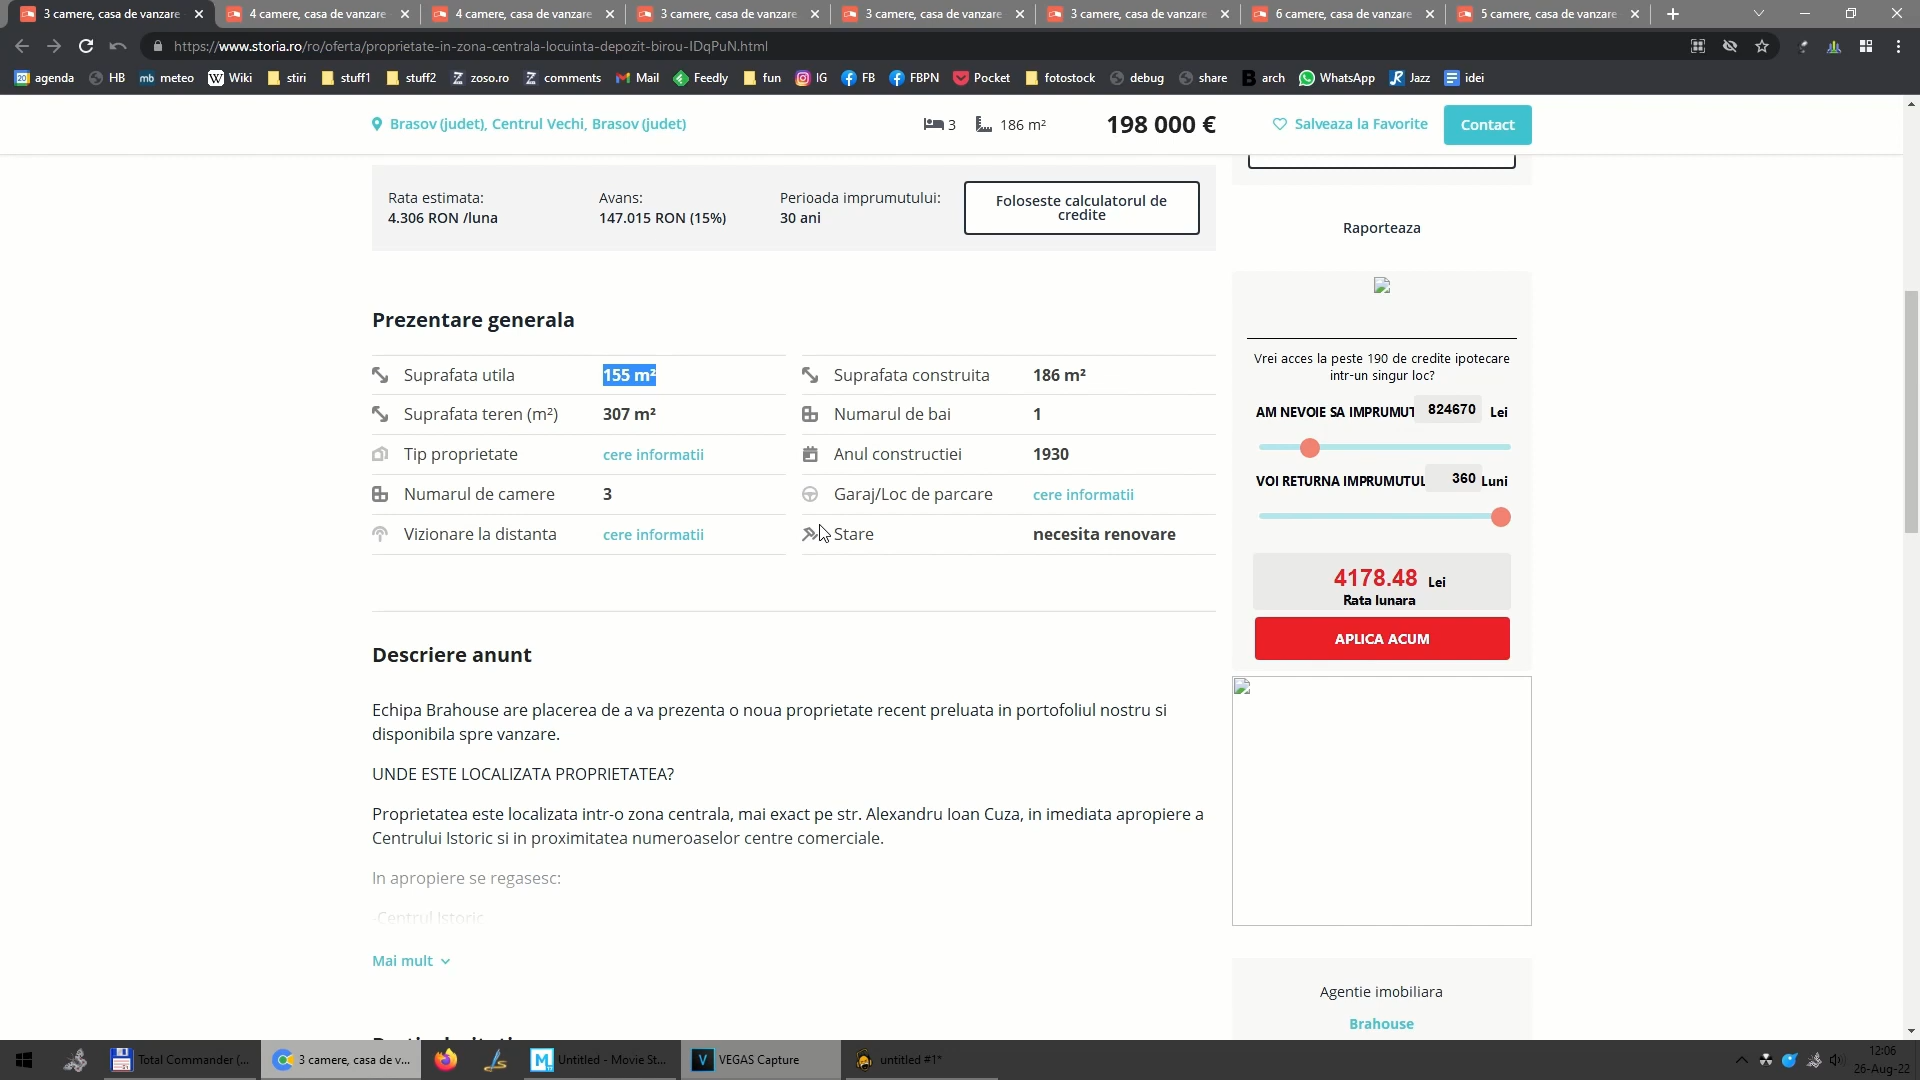 3 camere, casa de vanzare
4 camere, casa de vanzare
4 camere, casa de vanzare
3 camere, casa de vanzare
3 camere, casa de vanzare
3 camere, casa de vanzare
6 camere, casa de vanzare
5 camere, casa de vanzare
https://www.storia.ro/ro/oferta/proprietate-in-zona-centrala-locuinta-depozit-birou-IDqPuN.html
20 agenda HB mb meteo W Wiki stiri stuff1 stuff2 Z zoso.ro Z comments Mail Feedly fun IG FB FBPN Pocket fotostock debug share B arch WhatsApp R Jazz idei
Brasov (judet), Centrul Vechi, Brasov (judet)
3
186 m²
198 000 €
Salveaza la Favorite
Contact
Rata estimata:
4.306 RON /luna
Avans:
147.015 RON (15%)
Perioada imprumutului:
30 ani
Foloseste calculatorul de
credite
Raporteaza
Prezentare generala
Suprafata utila 155 m²
Suprafata construita 186 m²
Suprafata teren (m²) 307 m²
Numarul de bai 1
Tip proprietate cere informatii
Anul constructiei 1930
Numarul de camere 3
Garaj/Loc de parcare cere informatii
Vizionare la distanta cere informatii
Stare necesita renovare
Vrei acces la peste 190 de credite ipotecare
intr-un singur loc?
AM NEVOIE SA IMPRUMUT 824670 Lei
VOI RETURNA IMPRUMUTUL 360 Luni
4178.48 Lei
Rata lunara
APLICA ACUM
Descriere anunt
Echipa Brahouse are placerea de a va prezenta o noua proprietate recent preluata in portofoliul nostru si
disponibila spre vanzare.
UNDE ESTE LOCALIZATA PROPRIETATEA?
Proprietatea este localizata intr-o zona centrala, mai exact pe str. Alexandru Ioan Cuza, in imediata apropiere a
Centrului Istoric si in proximitatea numeroaselor centre comerciale.
In apropiere se regasesc:
-Centrul Istoric
Mai mult
Agentie imobiliara
Brahouse
Total Commander (...
3 camere, casa de v...
M Untitled - Movie St...
V VEGAS Capture
untitled #1*
12:06
26-Aug-22